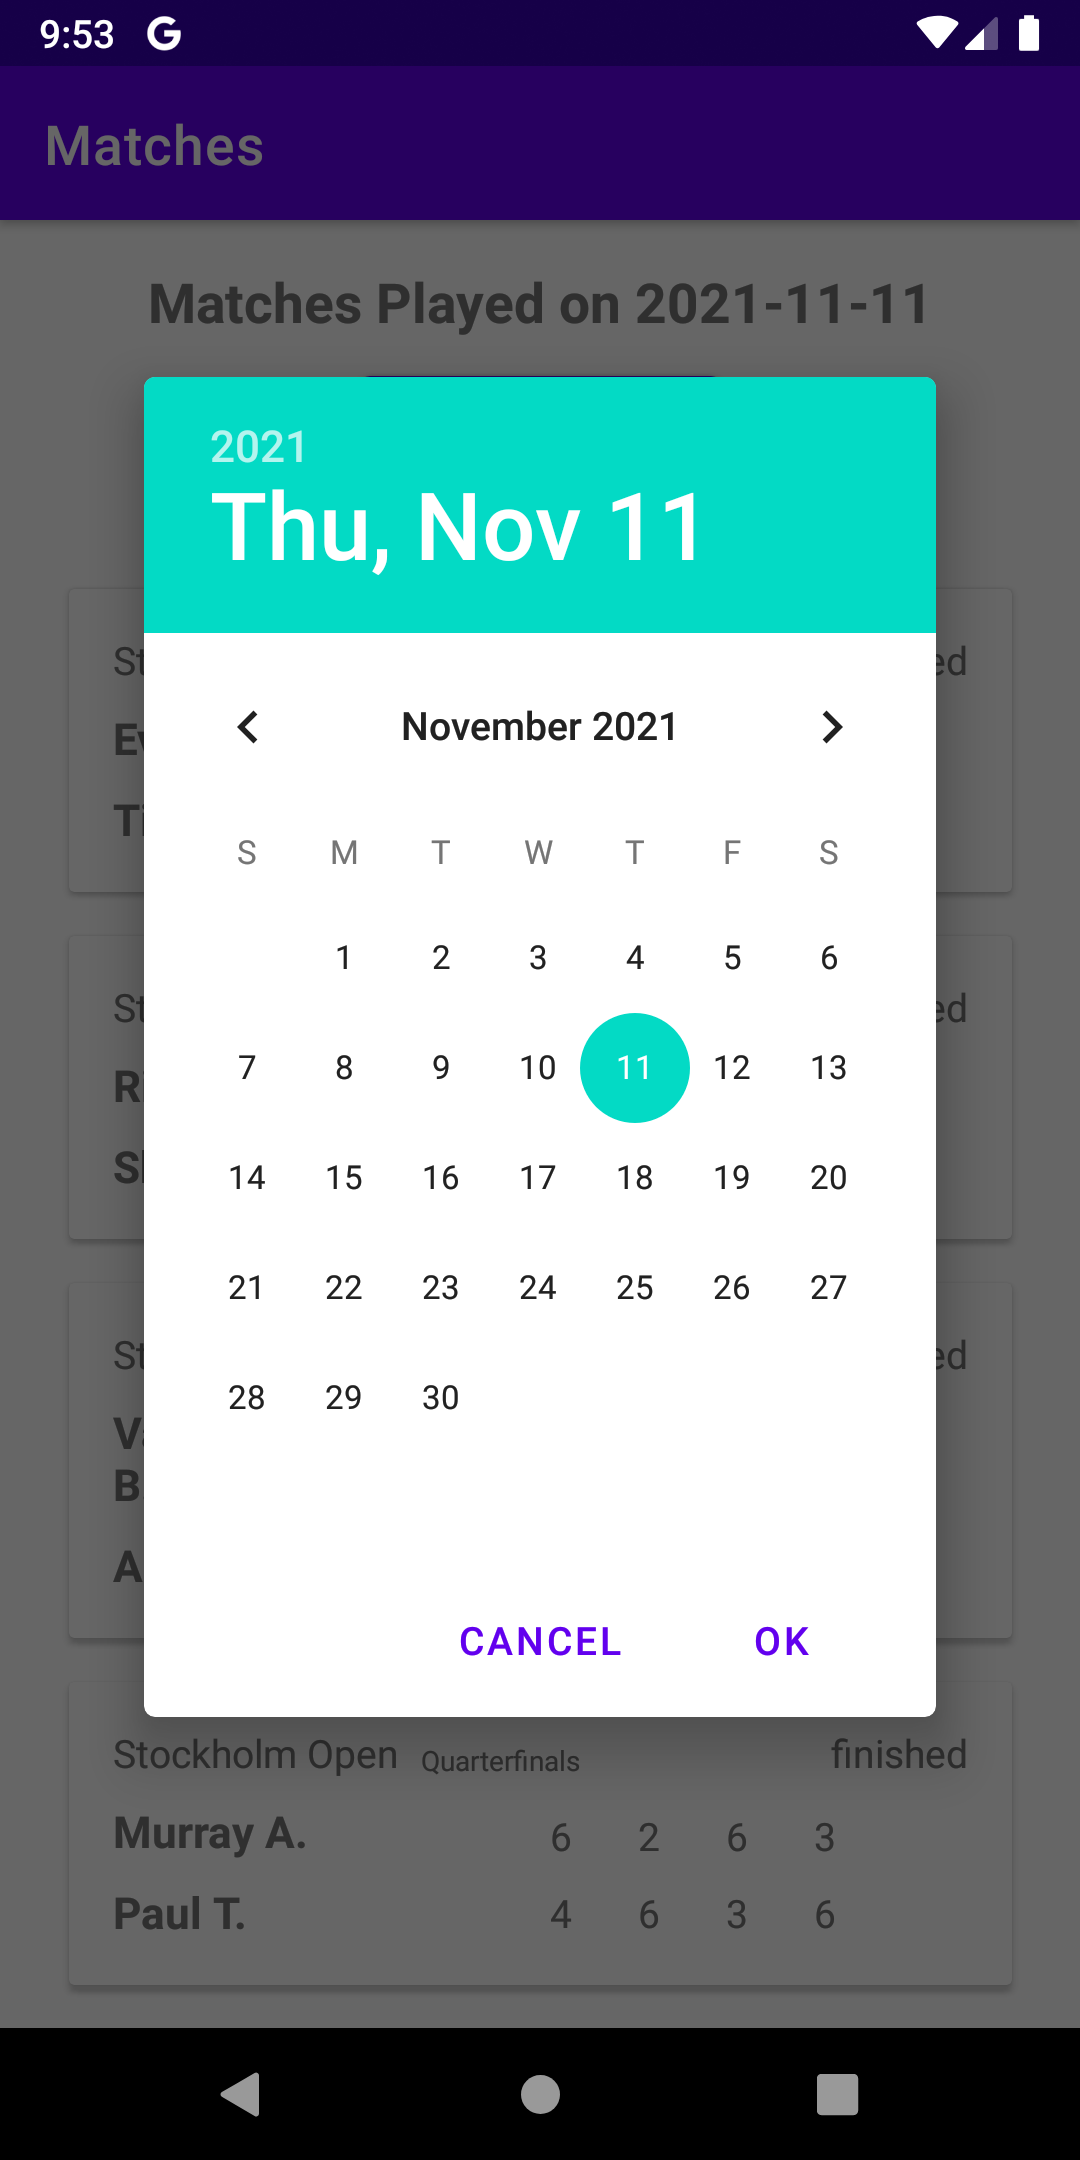 9:53
Matches
Matches Played on 2021-11-11
2021
Thu, Nov 11
November 2021
S M T W T F S
1 2 3 4 5 6
7 8 9 10 11 12 13
14 15 16 17 18 19 20
21 22 23 24 25 26 27
28 29 30
CANCEL OK
Stockholm Open Quarterfinals finished
Murray A. 6 2 6 3
Paul T. 4 6 3 6